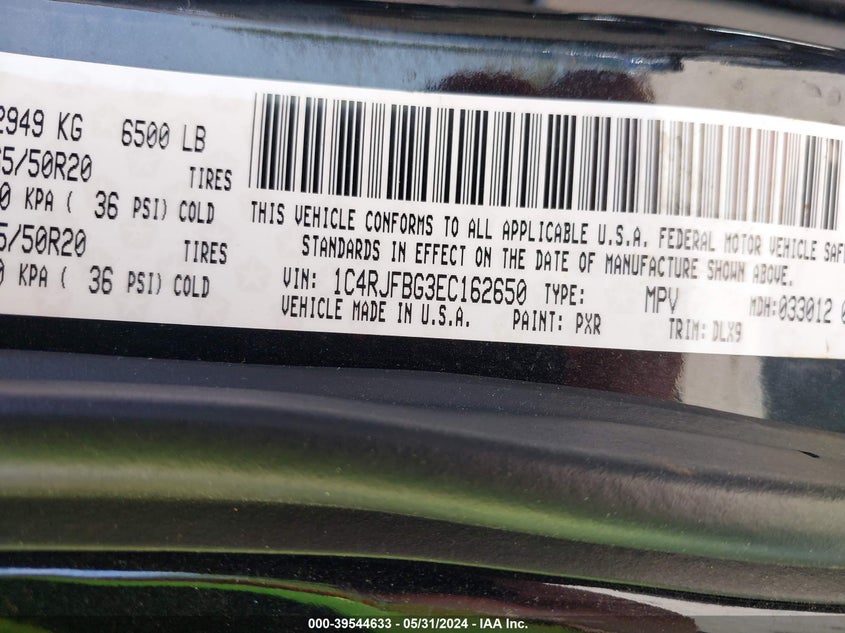 2949 KG 6500 LB
5/50R20 TIRES
0 KPA ( 36 PSI) COLD
5/50R20 TIRES
0 KPA ( 36 PSI) COLD
THIS VEHICLE CONFORMS TO ALL APPLICABLE U.S.A. FEDERAL MOTOR VEHICLE SAF
STANDARDS IN EFFECT ON THE DATE OF MANUFACTURE SHOWN ABOVE.
VIN: 1C4RJFBG3EC162650 TYPE: MPV MDH:033012 0
VEHICLE MADE IN U.S.A. PAINT: PXR TRIM: DLX9
000-39544633 - 05/31/2024 - IAA Inc.